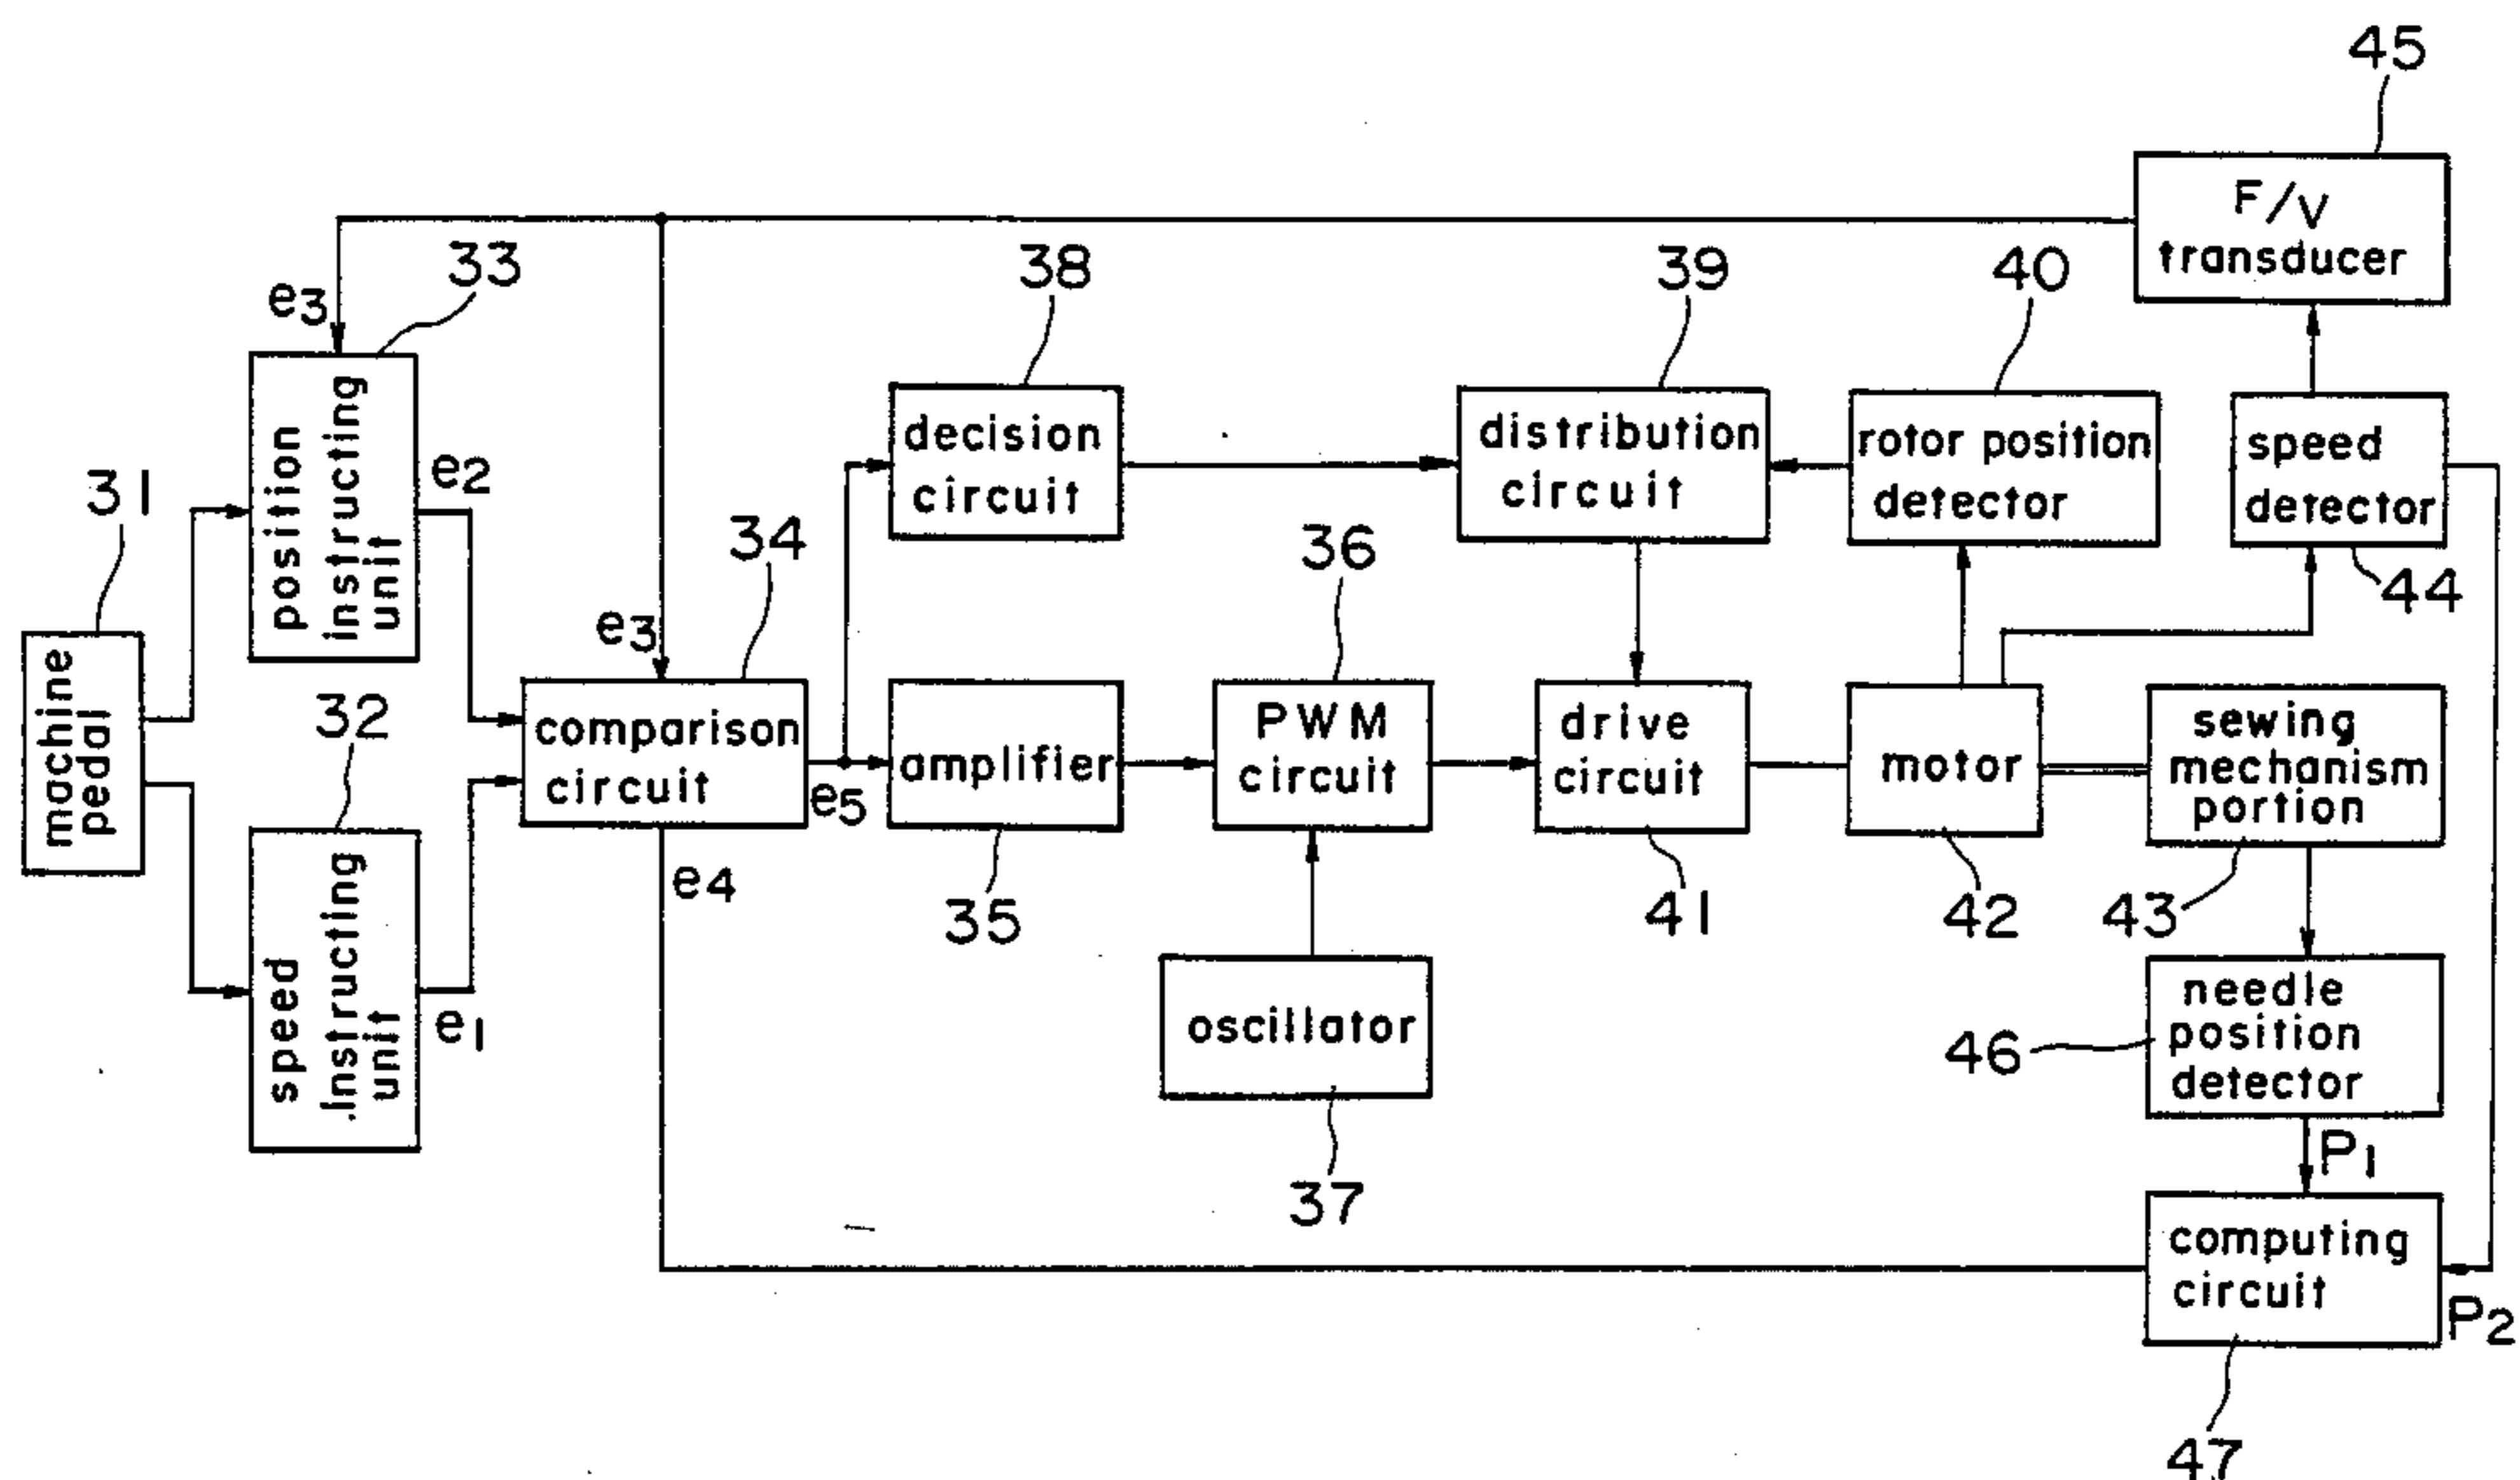 45
F/V
transducer
33
38
39
40
e3
position
instructing
unit
e2
decision
circuit
distribution
circuit
rotor position
detector
speed
detector
44
31
machine
pedal
34
36
e3
32
comparison
circuit
e5
amplifier
PWM
circuit
drive
circuit
motor
sewing
mechanism
portion
speed
instructing
unit
e1
e4
35
41
42
43
oscillator
37
46
needle
position
detector
P1
computing
circuit
P2
47